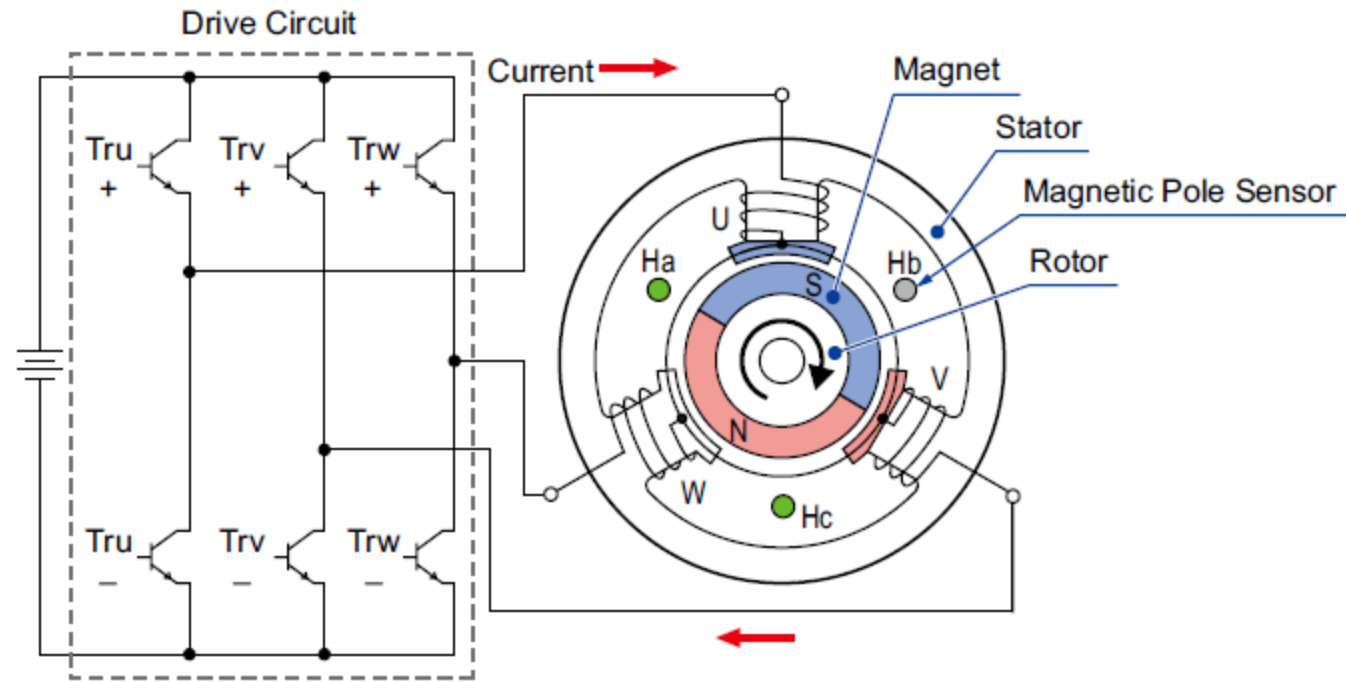 Drive Circuit
Current
Magnet
Stator
Magnetic Pole Sensor
Rotor
Tru
+
Trv
+
Trw
+
U
Ha
Hb
S
V
N
W
Hc
Tru
–
Trv
–
Trw
–